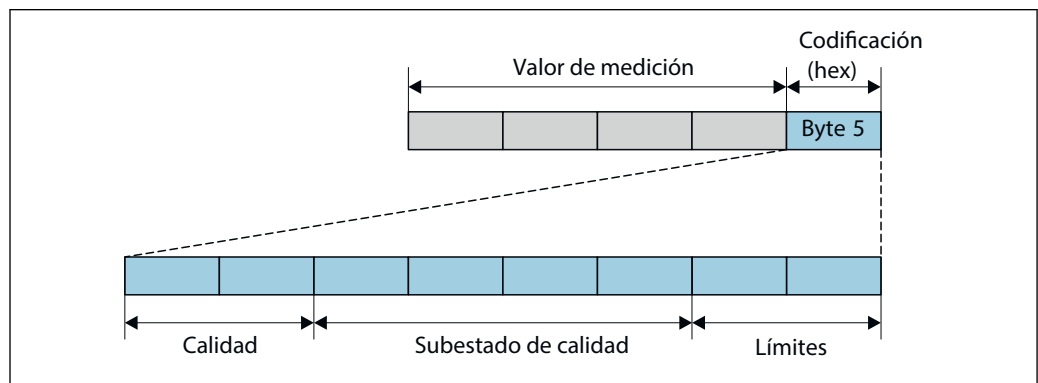 Codificación
Valor de medición
(hex)
Byte 5
Calidad
Subestado de calidad
Límites